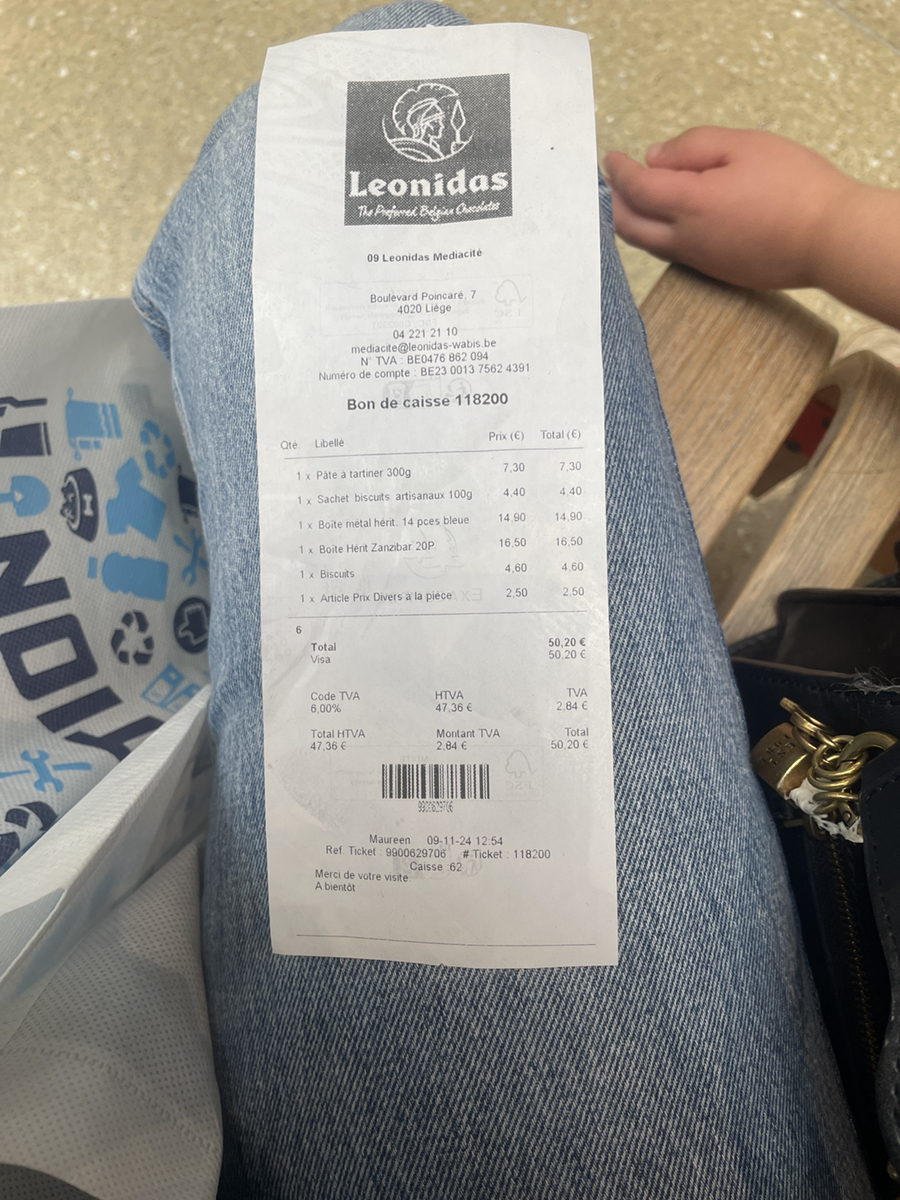 Leonidas
The Preferred Belgian Chocolates
09 Leonidas Mediacité
Boulevard Poincaré, 7
4020 Liège
04 221 21 10
mediacite@leonidas-wabis.be
N° TVA : BE0476 862 094
Numéro de compte : BE23 0013 7562 4391
Bon de caisse 118200
Qté Libellé Prix (€) Total (€)
1 x Pâte à tartiner 300g 7,30 7,30
1 x Sachet biscuits artisanaux 100g 4,40 4,40
1 x Boite métal hérit. 14 pces bleue 14,90 14,90
1 x Boite Hérit Zanzibar 20P. 16,50 16,50
1 x Biscuits 4,60 4,60
1 x Article Prix Divers à la pièce 2,50 2,50
6
Total 50,20 €
Visa 50,20 €
Code TVA HTVA TVA
6,00% 47,36 € 2,84 €
Total HTVA Montant TVA Total
47,36 € 2,84 € 50,20 €
9900629706
Maureen 09-11-24 12:54
Ref. Ticket : 9900629706 # Ticket : 118200
Caisse :62
Merci de votre visite
A bientôt